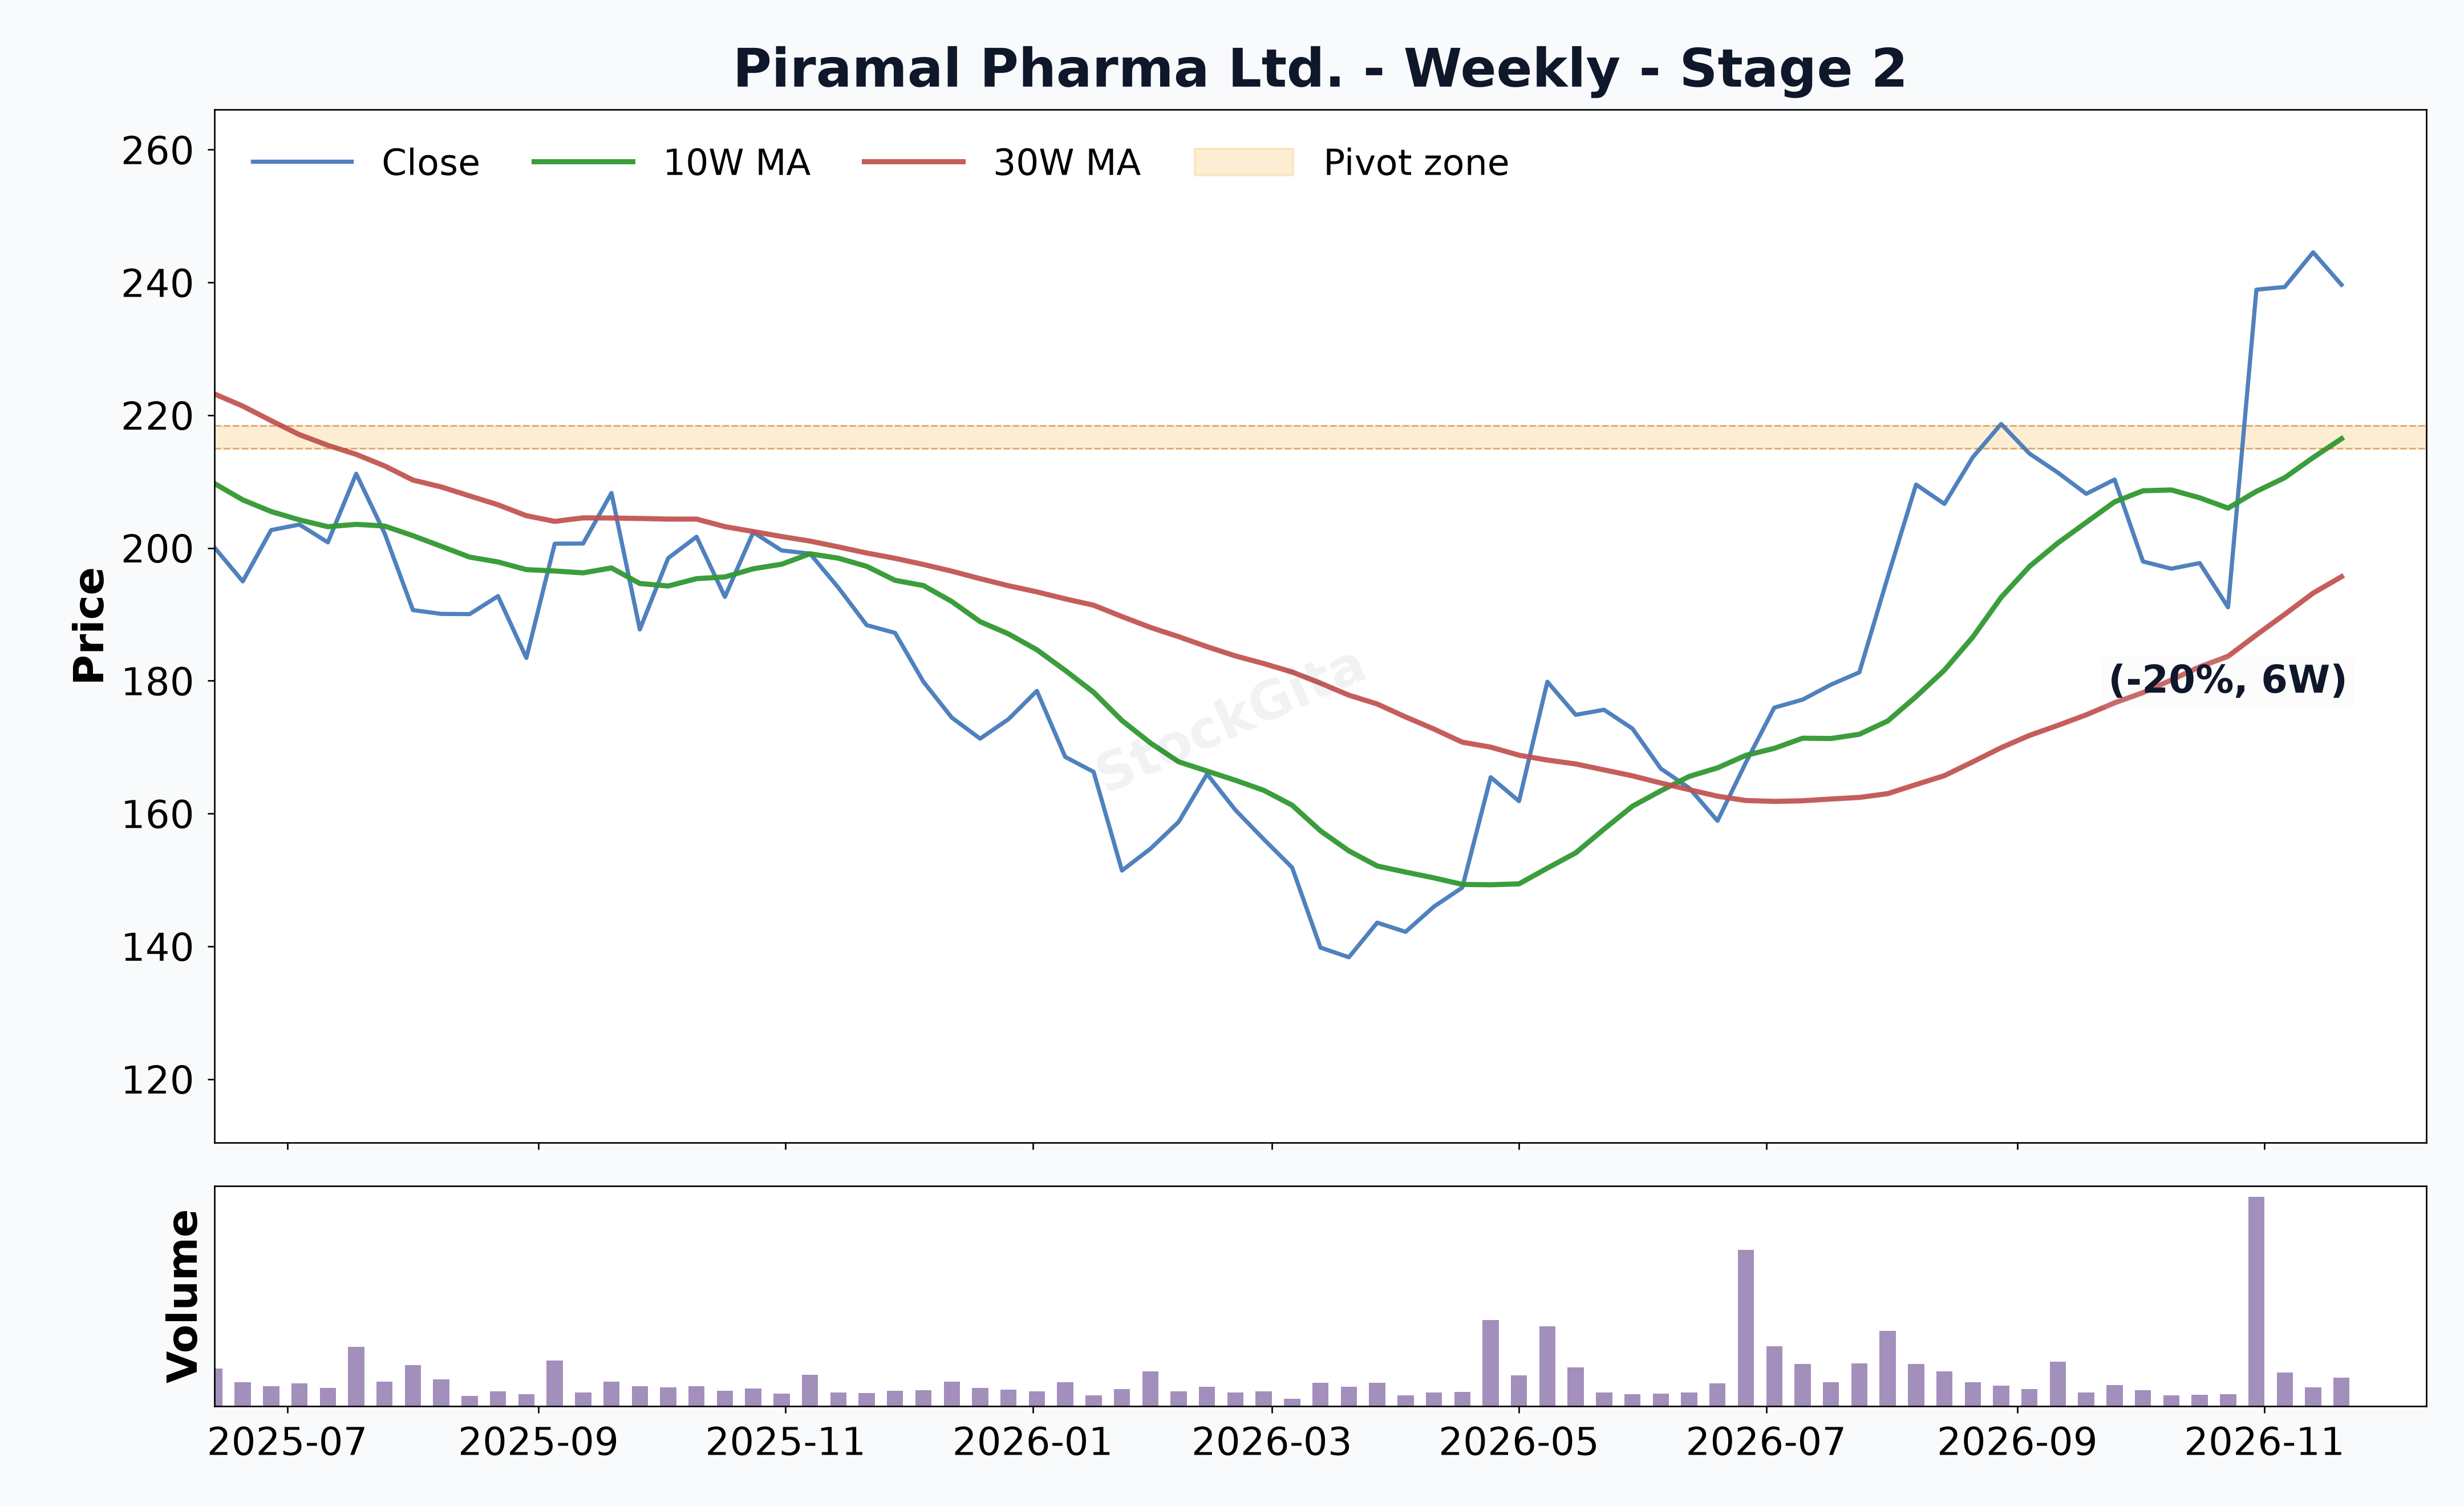 Piramal Pharma Ltd. - Weekly - Stage 2
Close 10W MA 30W MA Pivot zone
260
240
220
200
180
160
140
120
Price
StockGita
(-20%, 6W)
Volume
2025-07 2025-09 2025-11 2026-01 2026-03 2026-05 2026-07 2026-09 2026-11